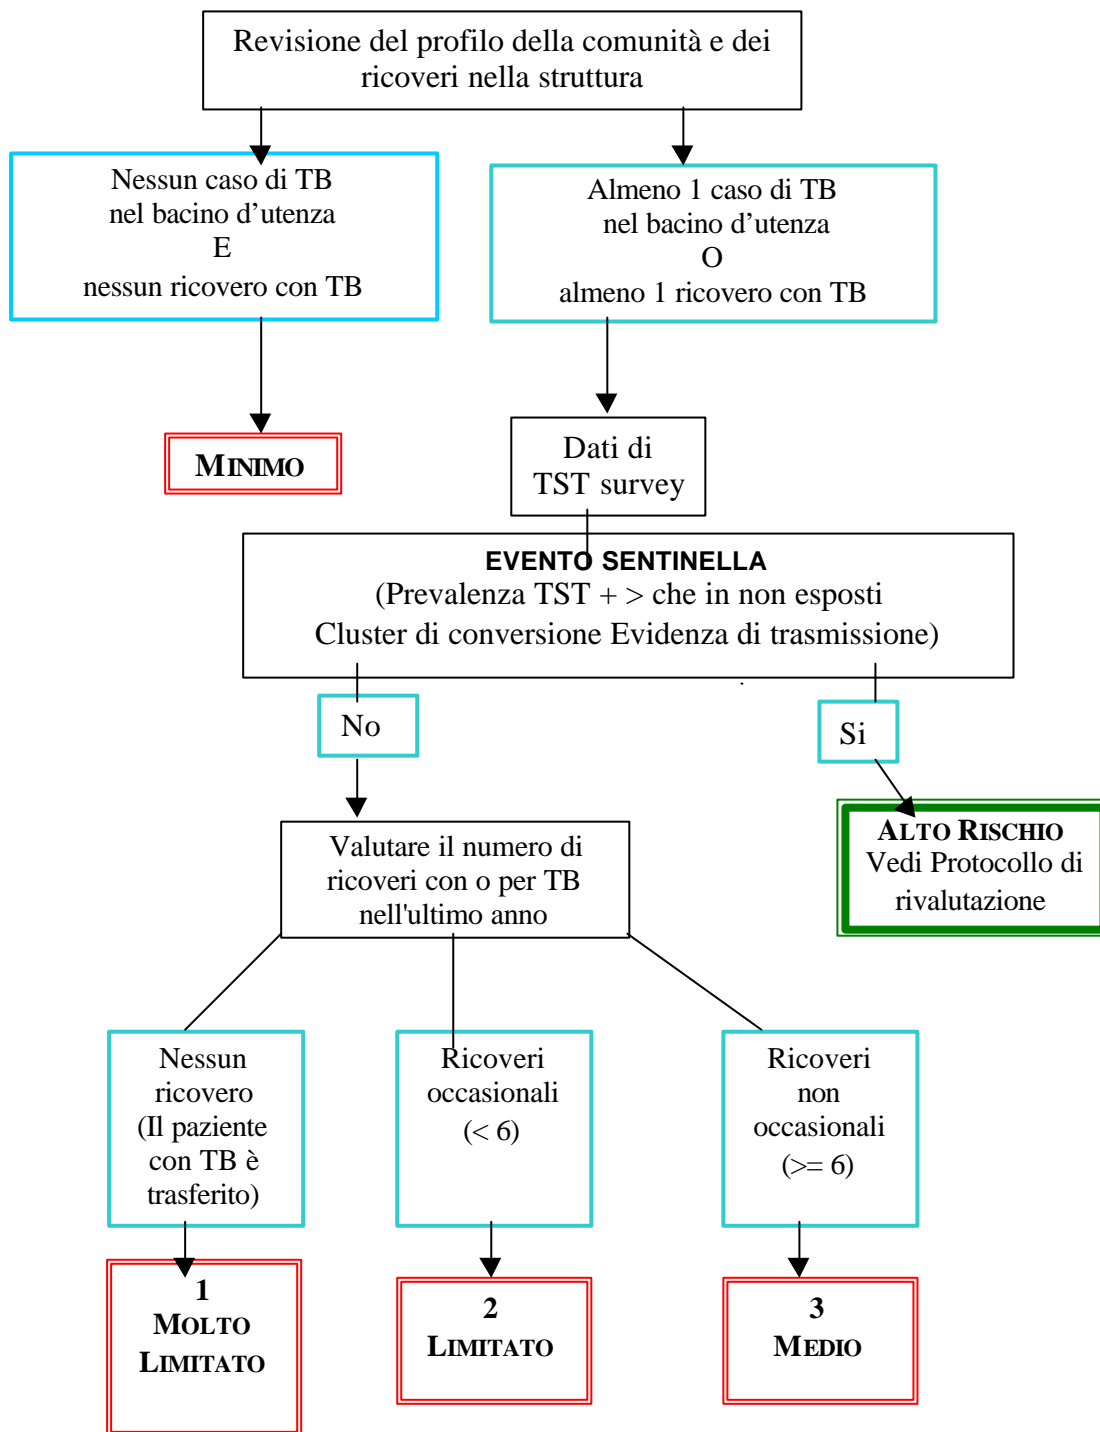 Revisione del profilo della comunità e dei
ricoveri nella struttura
Nessun caso di TB
nel bacino d’utenza
E
nessun ricovero con TB
Almeno 1 caso di TB
nel bacino d’utenza
O
almeno 1 ricovero con TB
MINIMO
Dati di
TST survey
EVENTO SENTINELLA
(Prevalenza TST + > che in non esposti
Cluster di conversione Evidenza di trasmissione)
No
Si
Valutare il numero di
ricoveri con o per TB
nell'ultimo anno
ALTO RISCHIO
Vedi Protocollo di
rivalutazione
Nessun
ricovero
(Il paziente
con TB è
trasferito)
Ricoveri
occasionali
(< 6)
Ricoveri
non
occasionali
(>= 6)
1
MOLTO
LIMITATO
2
LIMITATO
3
MEDIO